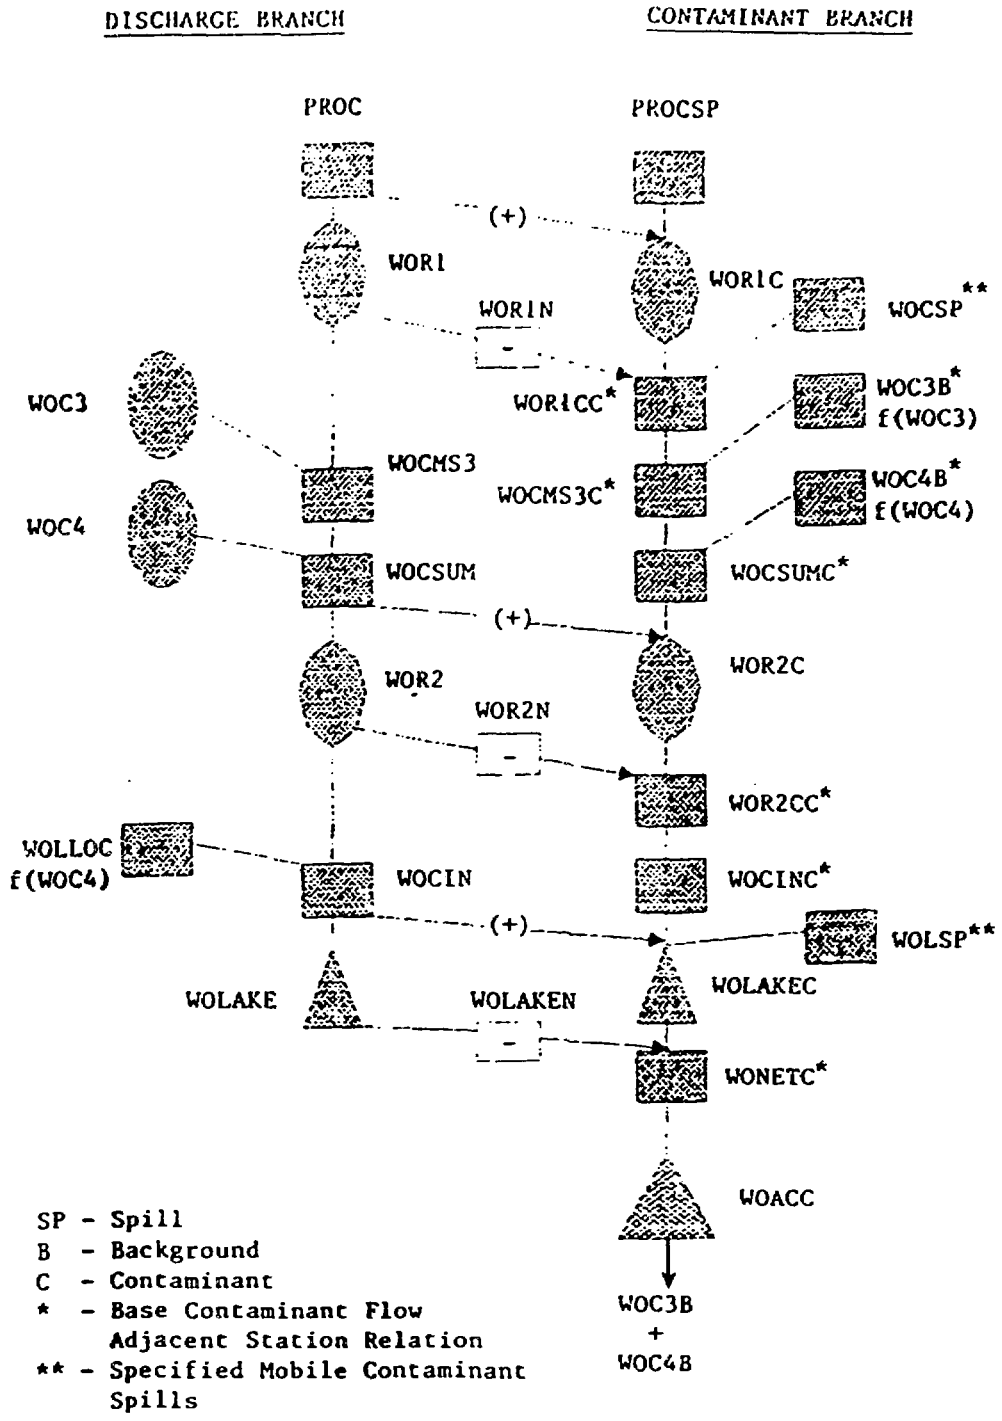 DISCHARGE BRANCH
CONTAMINANT BRANCH
PROC
PROCSP
(+)
WOR1
WOR1C
WOR1N
-
WOCSP**
WOR1CC*
WOC3
WOC3B*
f(WOC3)
WOCMS3
WOCMS3C*
WOC4
WOC4B*
f(WOC4)
WOCSUM
WOCSUMC*
(+)
WOR2
WOR2C
WOR2N
-
WOR2CC*
WOLLOC
f(WOC4)
WOCIN
WOCINC*
(+)
WOLSP**
WOLAKE
WOLAKEN
-
WOLAKEC
WONETC*
WOACC
SP - Spill
B - Background
C - Contaminant
* - Base Contaminant Flow
Adjacent Station Relation
** - Specified Mobile Contaminant
Spills
WOC3B
+
WOC4B